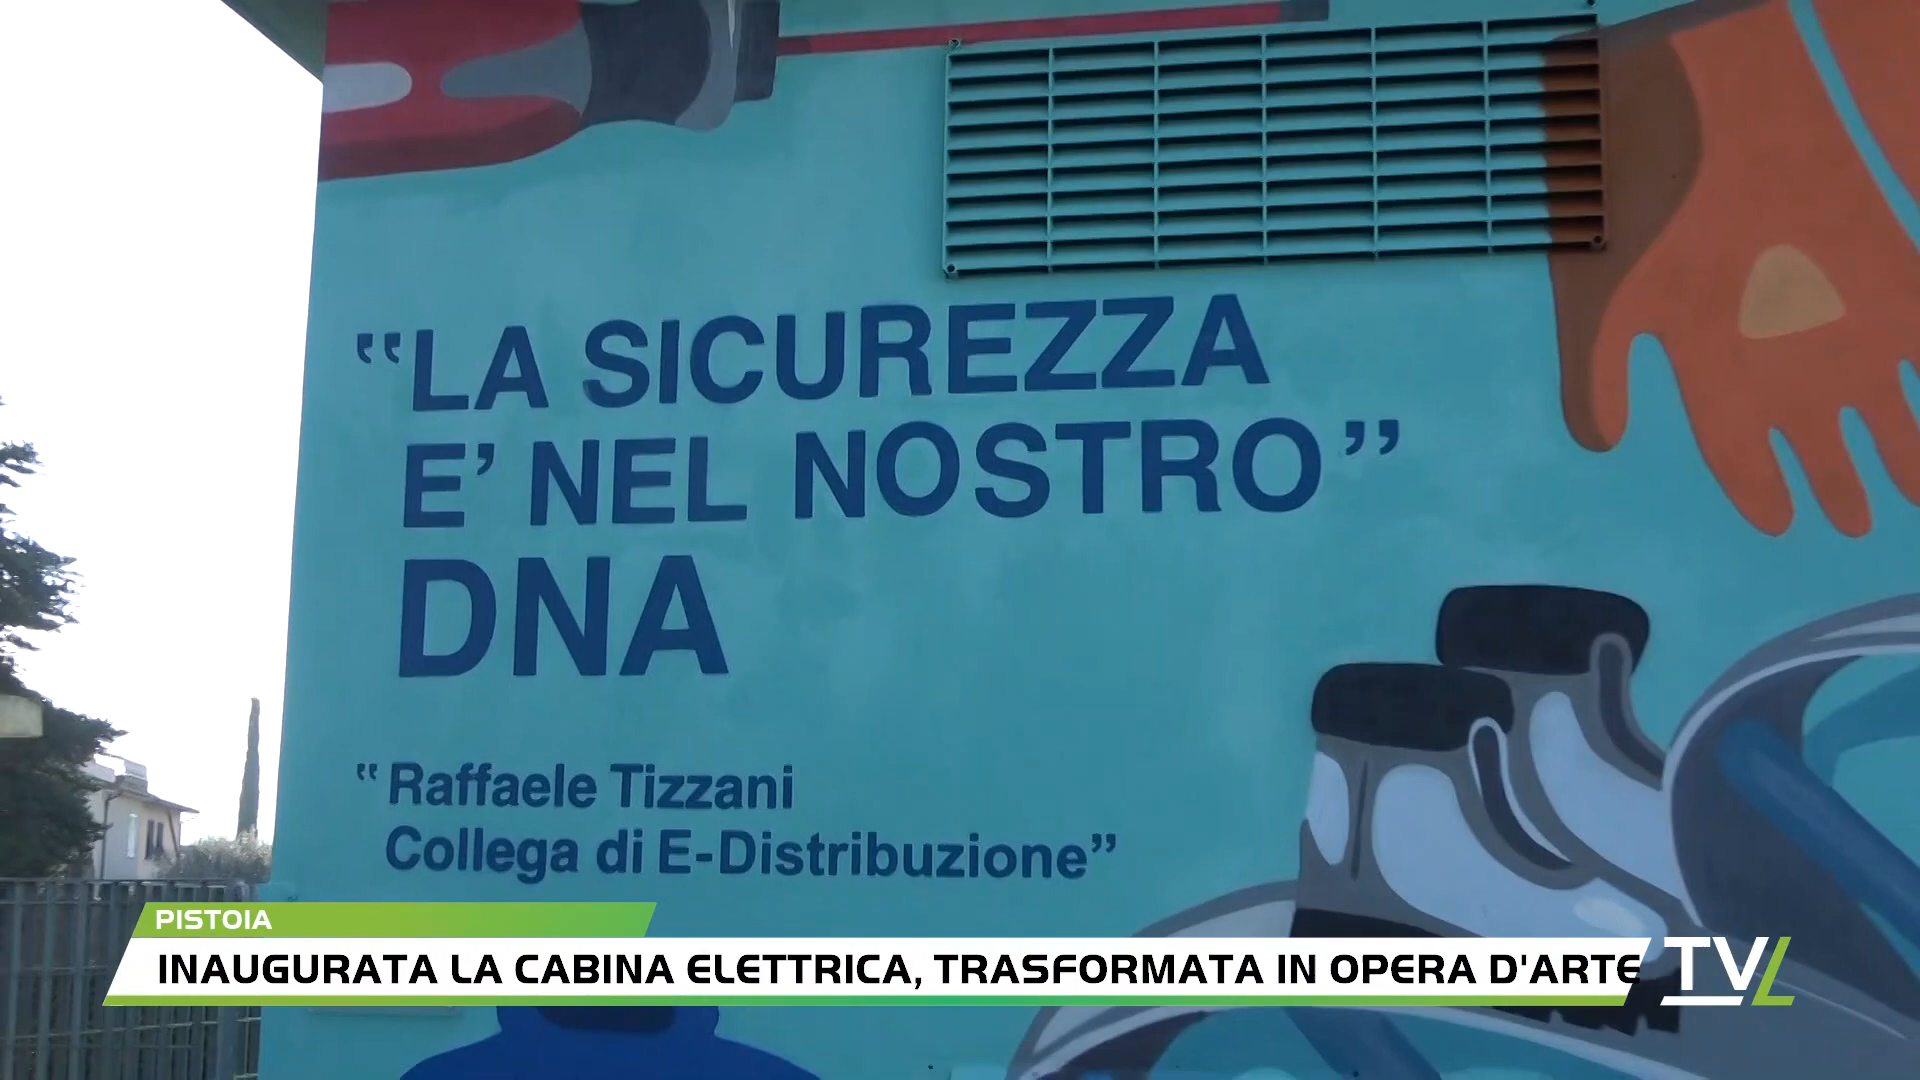 “LA SICUREZZA
E’ NEL NOSTRO”
DNA
“Raffaele Tizzani
Collega di E-Distribuzione”
PISTOIA
INAUGURATA LA CABINA ELETTRICA, TRASFORMATA IN OPERA D'ARTE
TVL